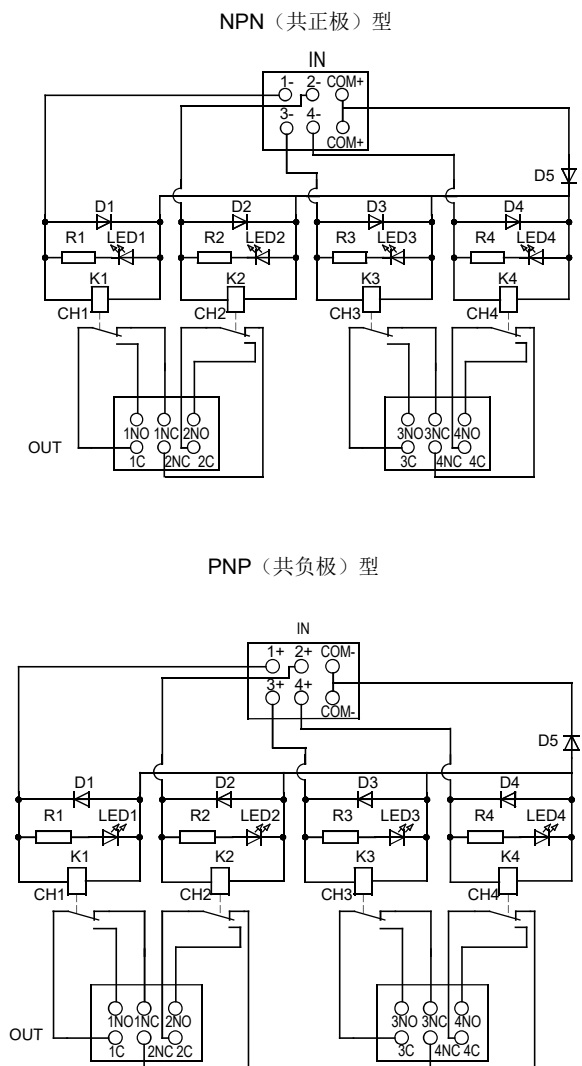 NPN（共正极）型
IN
1- 2- COM+
3- 4- COM+
D5
D1 D2 D3 D4
R1 LED1 R2 LED2 R3 LED3 R4 LED4
K1 K2 K3 K4
CH1 CH2 CH3 CH4
1NO 1NC 2NO 3NO 3NC 4NO
OUT 1C 2NC 2C 3C 4NC 4C
PNP（共负极）型
IN
1+ 2+ COM-
3+ 4+ COM-
D5
D1 D2 D3 D4
R1 LED1 R2 LED2 R3 LED3 R4 LED4
K1 K2 K3 K4
CH1 CH2 CH3 CH4
1NO 1NC 2NO 3NO 3NC 4NO
OUT 1C 2NC 2C 3C 4NC 4C